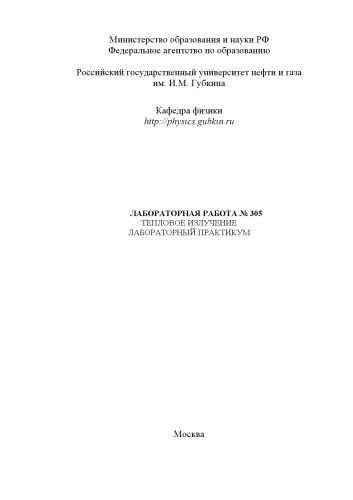 Министерство образования и науки РФ
Федеральное агентство по образованию
Российский государственный университет нефти и газа
им. И.М. Губкина
Кафедра физики
http://physics.gubkin.ru
ЛАБОРАТОРНАЯ РАБОТА № 305
ТЕПЛОВОЕ ИЗЛУЧЕНИЕ
ЛАБОРАТОРНЫЙ ПРАКТИКУМ
Москва